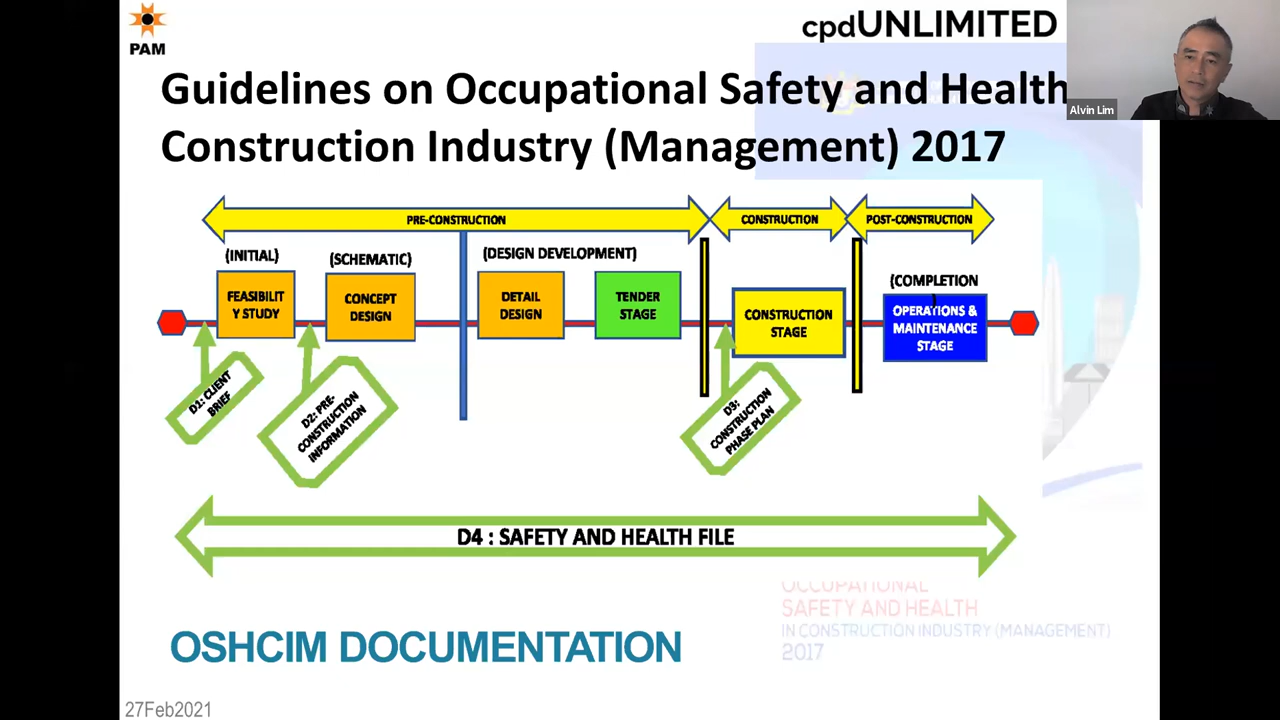 PAM
cpdUNLIMITED
Alvin Lim
Guidelines on Occupational Safety and Health
Construction Industry (Management) 2017
PRE-CONSTRUCTION
CONSTRUCTION
POST-CONSTRUCTION
(INITIAL)
(SCHEMATIC)
(DESIGN DEVELOPMENT)
(COMPLETION
)
FEASIBILIT
Y STUDY
CONCEPT
DESIGN
DETAIL
DESIGN
TENDER
STAGE
CONSTRUCTION
STAGE
OPERATIONS &
MAINTENANCE
STAGE
D1: CLIENT
BRIEF
D2: PRE-
CONSTRUCTION
INFORMATION
D3:
CONSTRUCTION
PHASE PLAN
D4 : SAFETY AND HEALTH FILE
OCCUPATIONAL
SAFETY AND HEALTH
IN CONSTRUCTION INDUSTRY (MANAGEMENT)
2017
OSHCIM DOCUMENTATION
27Feb2021